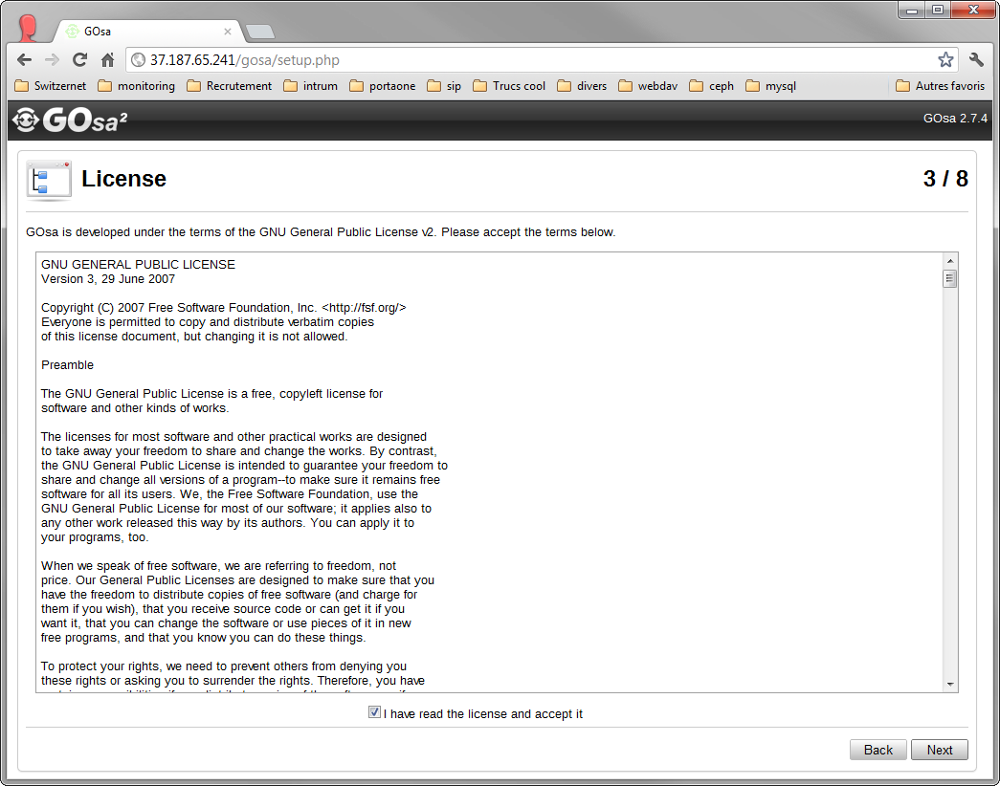 GOsa
37.187.65.241/gosa/setup.php
Switzernet monitoring Recrutement intrum portaone sip Trucs cool divers webdav ceph mysql Autres favoris
GOsa²
GOsa 2.7.4
License
3 / 8
GOsa is developed under the terms of the GNU General Public License v2. Please accept the terms below.
GNU GENERAL PUBLIC LICENSE
Version 3, 29 June 2007
Copyright (C) 2007 Free Software Foundation, Inc. <http://fsf.org/>
Everyone is permitted to copy and distribute verbatim copies
of this license document, but changing it is not allowed.
Preamble
The GNU General Public License is a free, copyleft license for
software and other kinds of works.
The licenses for most software and other practical works are designed
to take away your freedom to share and change the works. By contrast,
the GNU General Public License is intended to guarantee your freedom to
share and change all versions of a program--to make sure it remains free
software for all its users. We, the Free Software Foundation, use the
GNU General Public License for most of our software; it applies also to
any other work released this way by its authors. You can apply it to
your programs, too.
When we speak of free software, we are referring to freedom, not
price. Our General Public Licenses are designed to make sure that you
have the freedom to distribute copies of free software (and charge for
them if you wish), that you receive source code or can get it if you
want it, that you can change the software or use pieces of it in new
free programs, and that you know you can do these things.
To protect your rights, we need to prevent others from denying you
these rights or asking you to surrender the rights. Therefore, you have
I have read the license and accept it
Back
Next